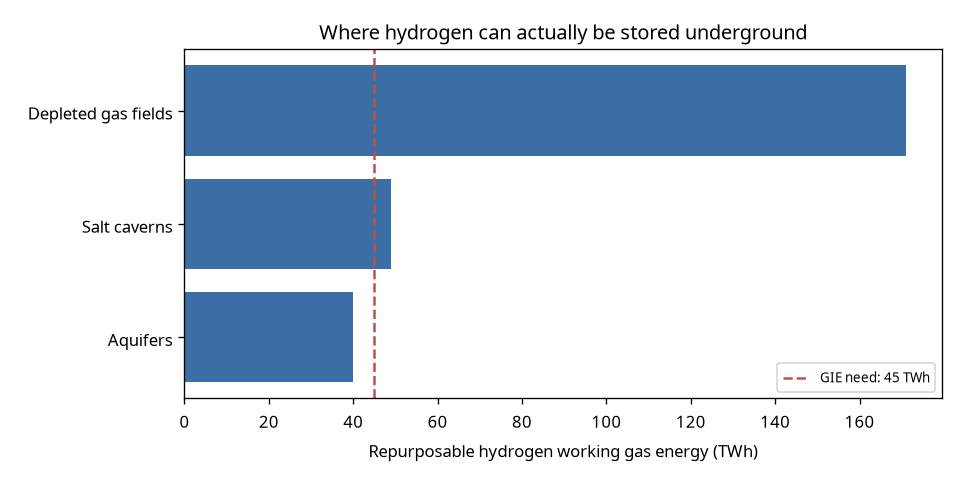 Where hydrogen can actually be stored underground
Depleted gas fields
Salt caverns
Aquifers
GIE need: 45 TWh
0 20 40 60 80 100 120 140 160
Repurposable hydrogen working gas energy (TWh)